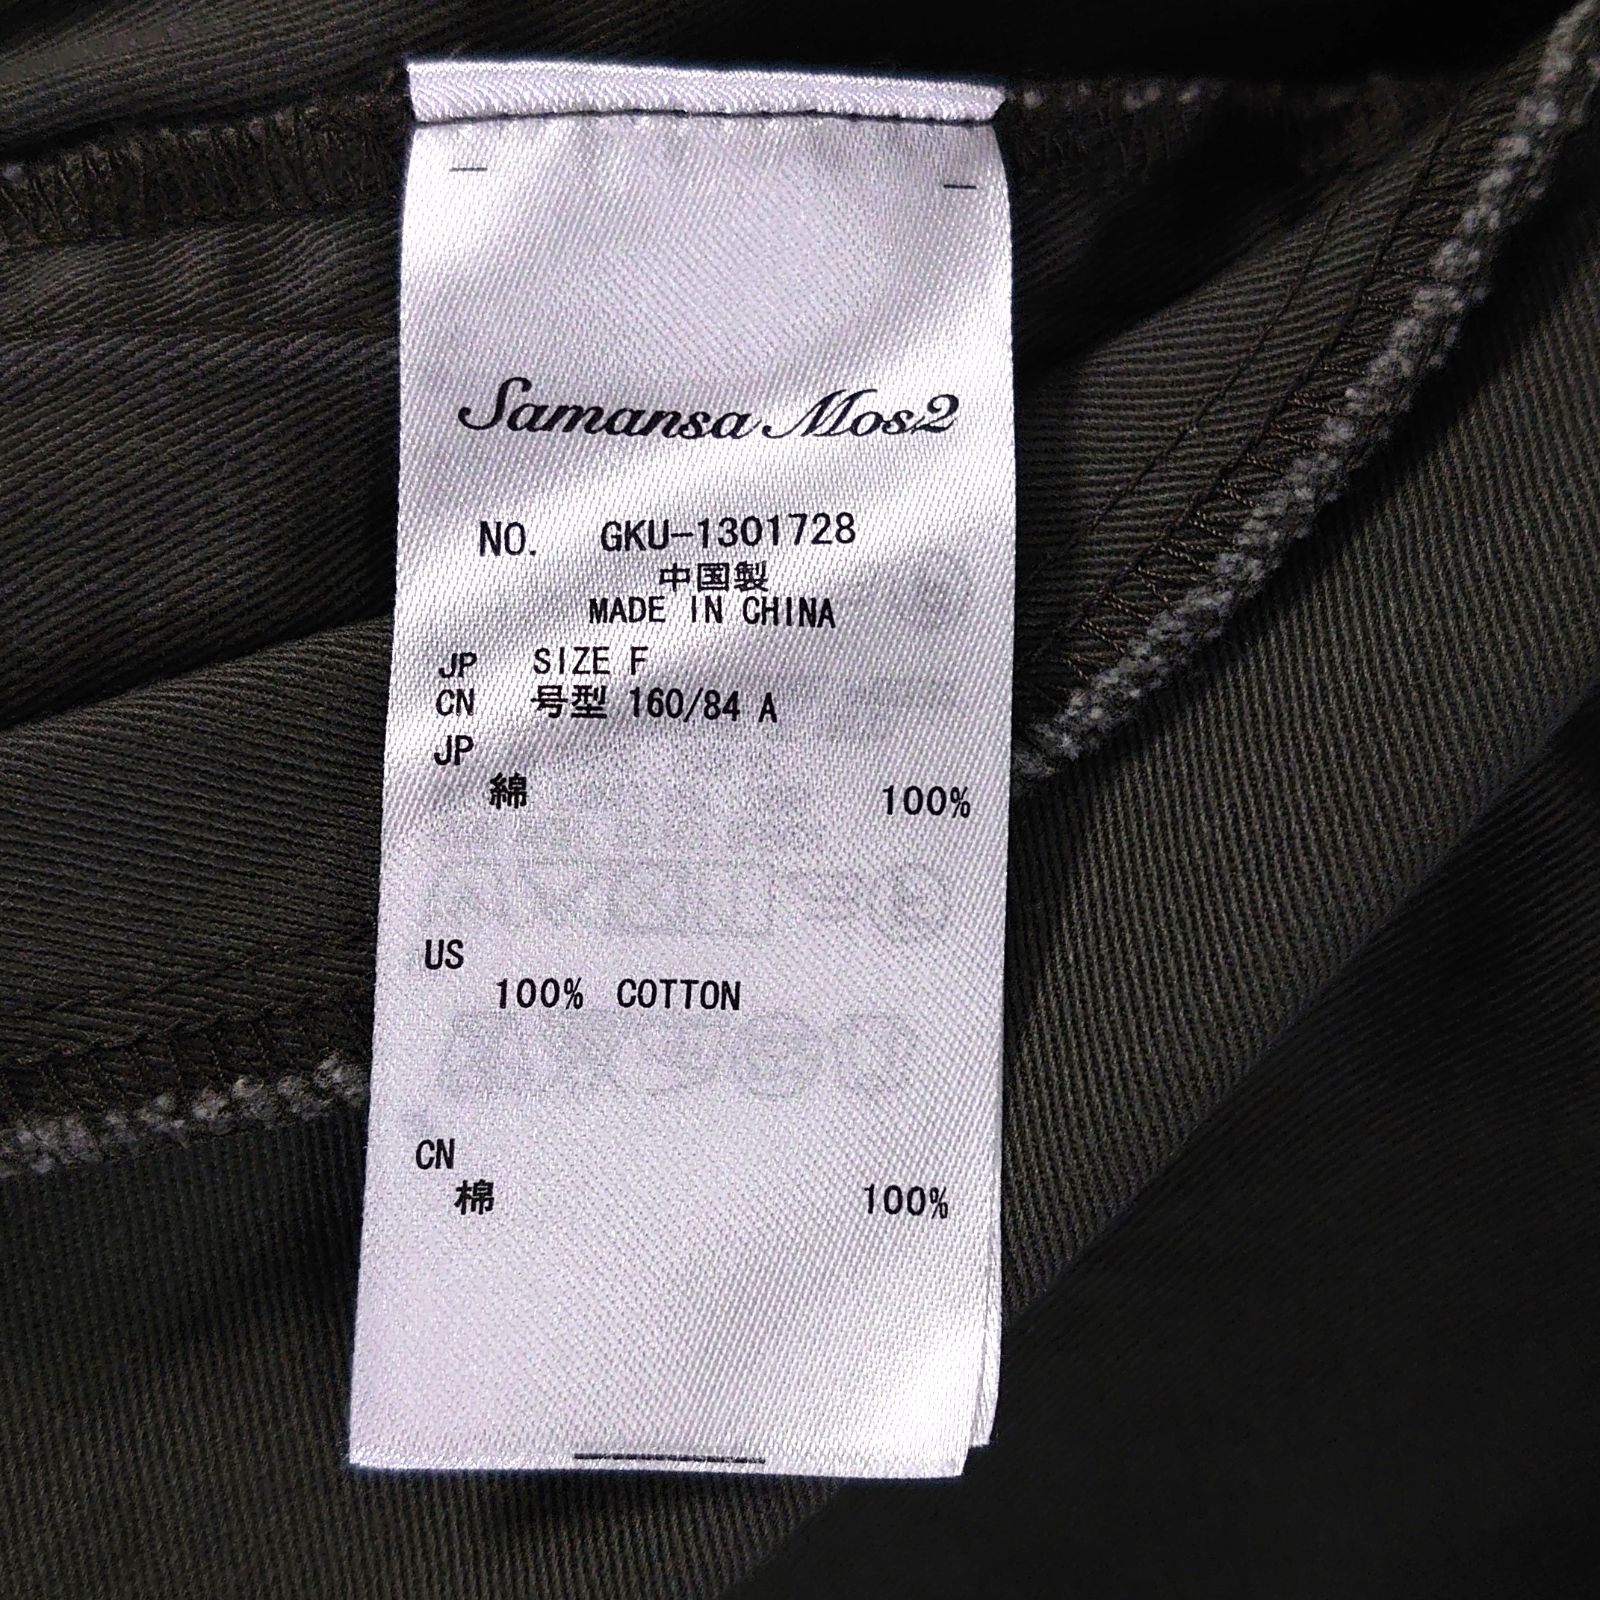 Samansa Mos2
NO. GKU-1301728
中国製
MADE IN CHINA
JP SIZE F
CN 号型 160/84 A
JP
綿 100%
US
100% COTTON
CN
棉 100%